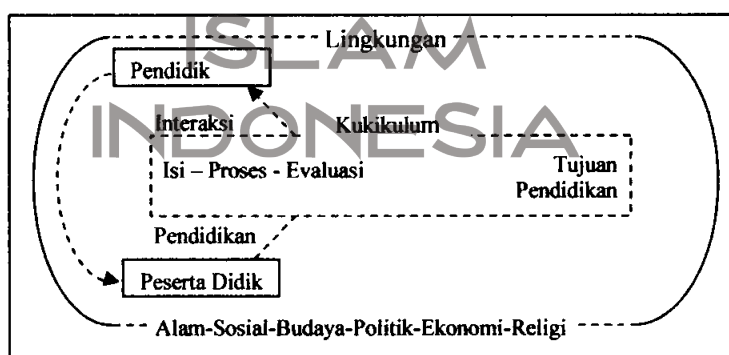 ISLAM
Lingkungan
Pendidik
INDONESIA
Interaksi Kukikulum
Isi – Proses - Evaluasi Tujuan
Pendidikan
Pendidikan
Peserta Didik
Alam-Sosial-Budaya-Politik-Ekonomi-Religi